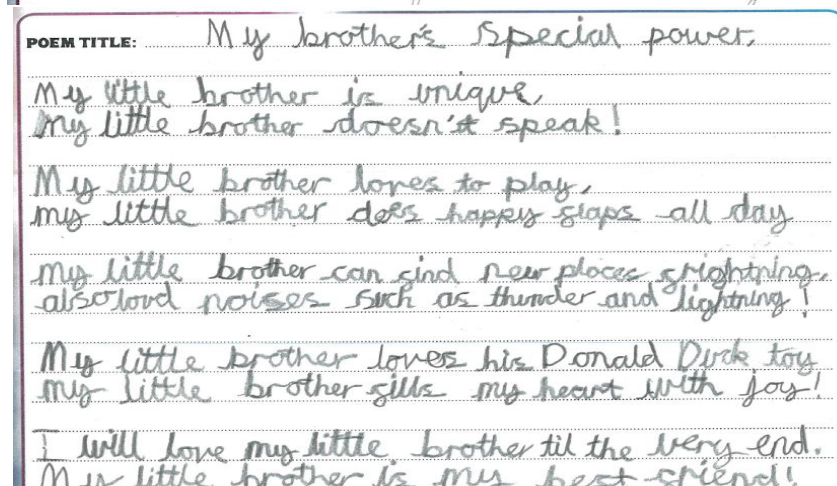 POEM TITLE: My brother's special power.
My little brother is unique,
my little brother doesn't speak!
My little brother loves to play,
my little brother does happy flaps all day
my little brother can find new places frightning,
also loud noises such as thunder and lightning!
My little brother loves his Donald Duck toy
my little brother fills my heart with joy!
I will love my little brother til the very end.
My little brother is my best friend!